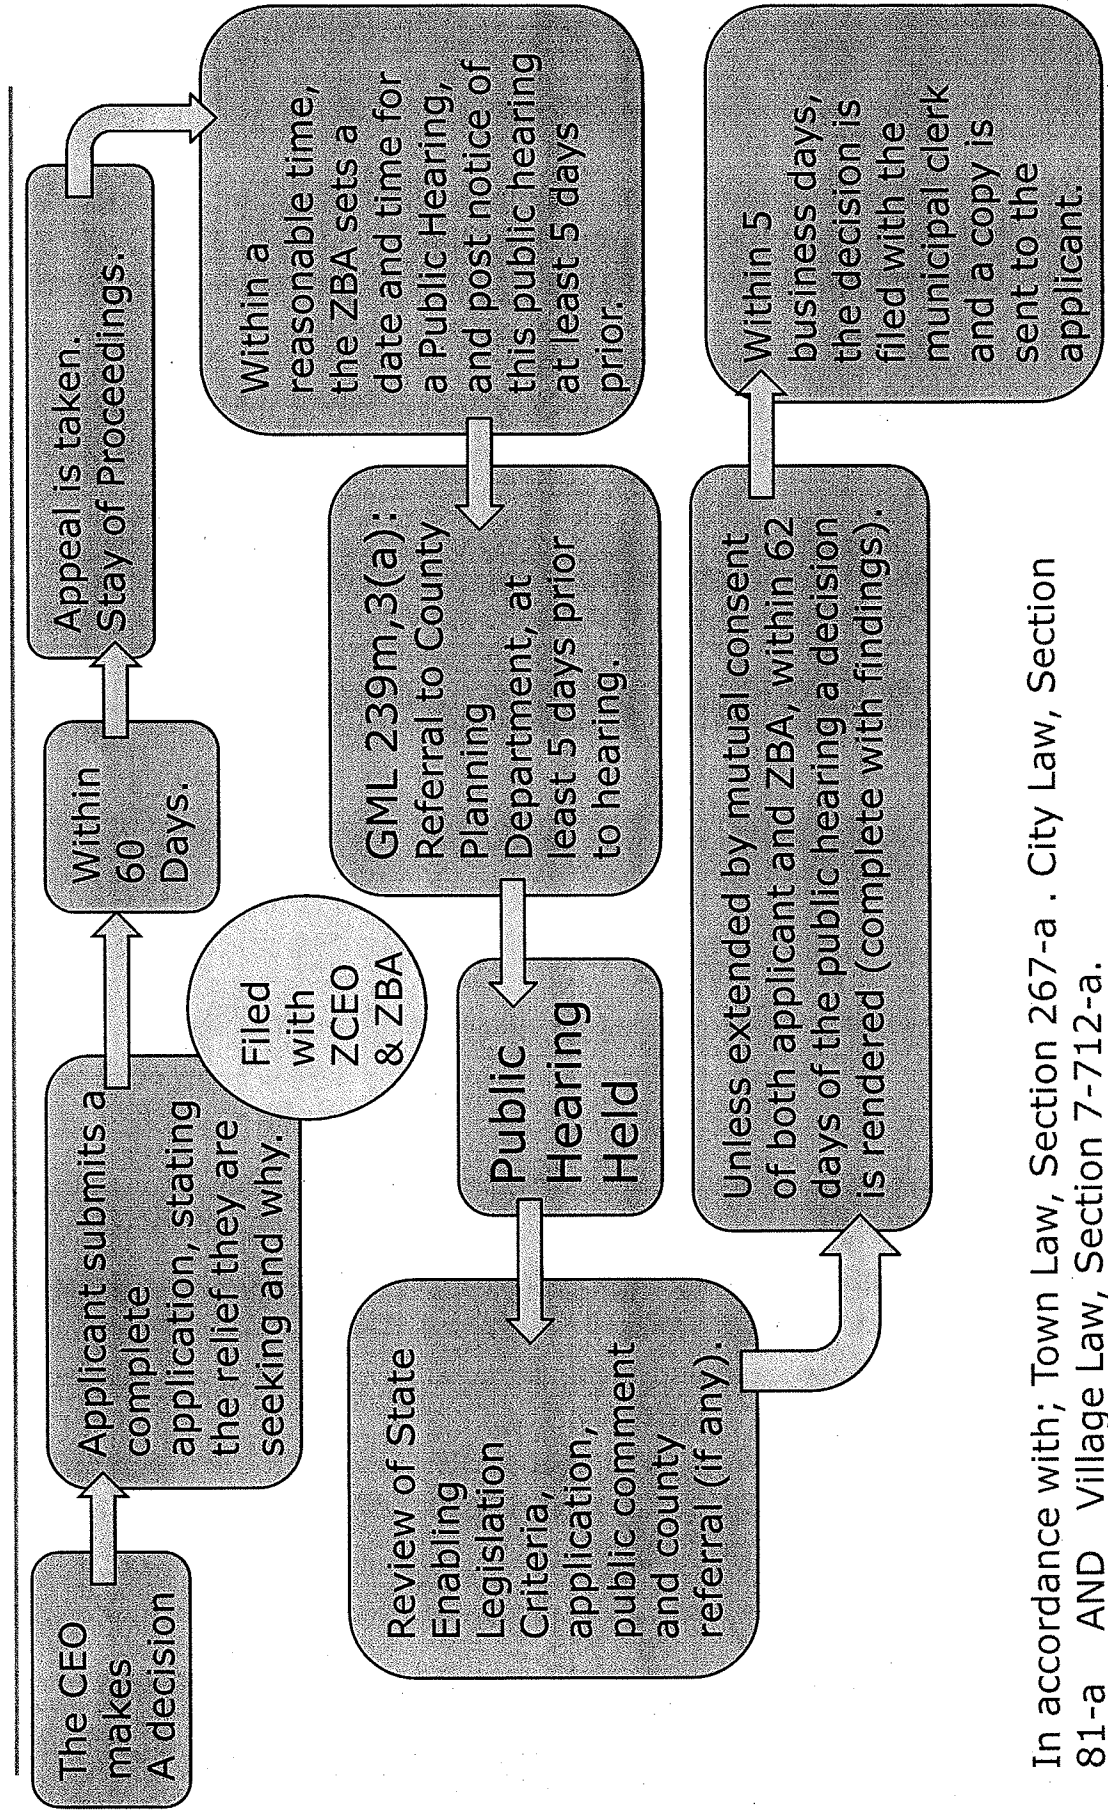 The CEO
makes
A decision
Applicant submits a
complete
application, stating
the relief they are
seeking and why.
Filed
with
ZCEO
& ZBA
Within
60
Days.
Appeal is taken.
Stay of Proceedings.
Within a
reasonable time,
the ZBA sets a
date and time for
a Public Hearing,
and post notice of
this public hearing
at least 5 days
prior.
GML 239m,3(a):
Referral to County
Planning
Department, at
least 5 days prior
to hearing.
Public
Hearing
Held
Review of State
Enabling
Legislation
Criteria,
application,
public comment
and county
referral (if any).
Unless extended by mutual consent
of both applicant and ZBA, within 62
days of the public hearing a decision
is rendered (complete with findings).
Within 5
business days,
the decision is
filed with the
municipal clerk
and a copy is
sent to the
applicant.
In accordance with; Town Law, Section 267-a . City Law, Section
81-a AND Village Law, Section 7-712-a.